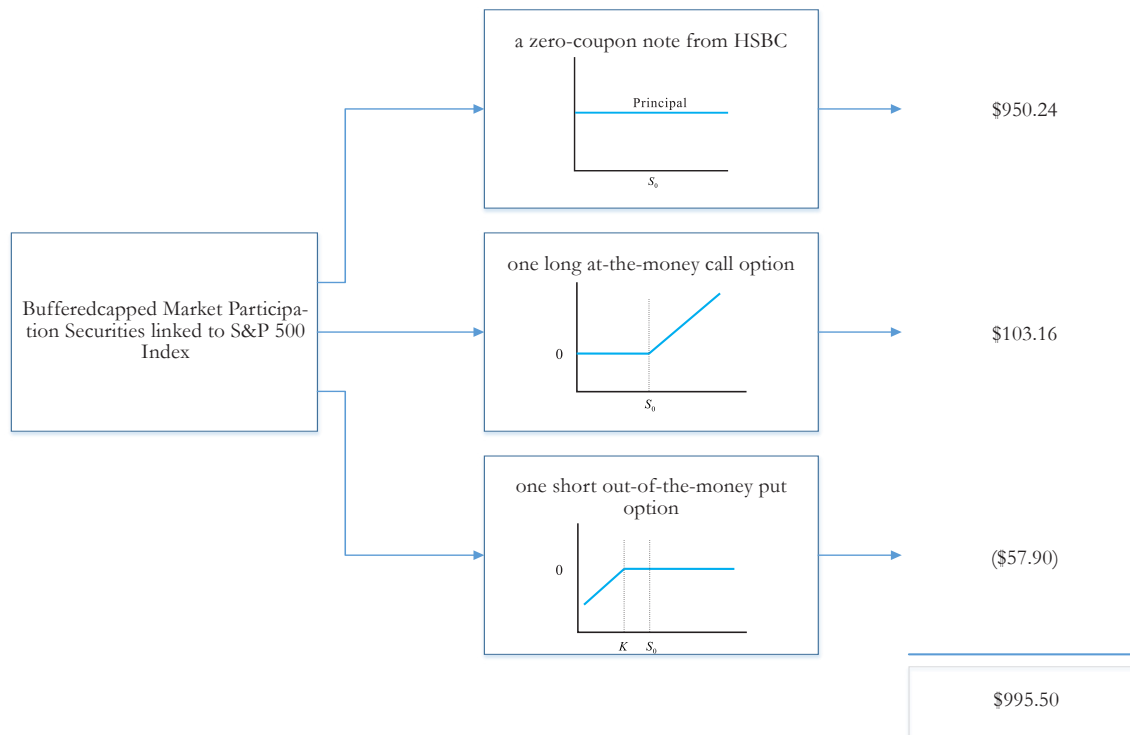 a zero-coupon note from HSBC
Principal
S₀
$950.24
Bufferedcapped Market Participa-
tion Securities linked to S&P 500
Index
one long at-the-money call option
0
S₀
$103.16
one short out-of-the-money put
option
0
K S₀
($57.90)
$995.50